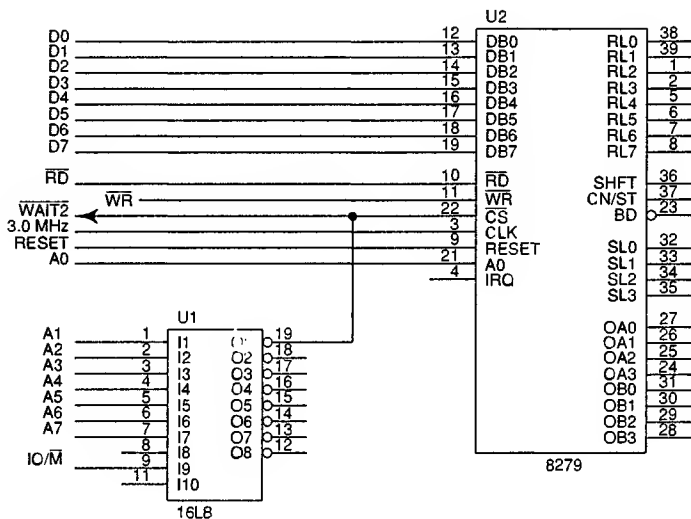 U2
D0 12 DB0 RL0 38
D1 13 DB1 RL1 39
D2 14 DB2 RL2 1
D3 15 DB3 RL3 2
D4 16 DB4 RL4 5
D5 17 DB5 RL5 6
D6 18 DB6 RL6 7
D7 19 DB7 RL7 8
R̅D̅ 10 R̅D̅ SHFT 36
W̅R̅ 11 W̅R̅ CN/ST 37
W̅A̅I̅T̅2̅ 22 C̅S̅ BD 23
3.0 MHz 3 CLK
RESET 9 RESET SL0 32
A0 21 A0 SL1 33
4 IRQ SL2 34
SL3 35
OA0 27
OA1 26
OA2 25
OA3 24
OB0 31
OB1 30
OB2 29
OB3 28
8279
U1
A1 1 I1 O1 19
A2 2 I2 O2 18
A3 3 I3 O3 17
A4 4 I4 O4 16
A5 5 I5 O5 15
A6 6 I6 O6 14
A7 7 I7 O7 13
8 I8 O8 12
IO/M̅ 9 I9
11 I10
16L8